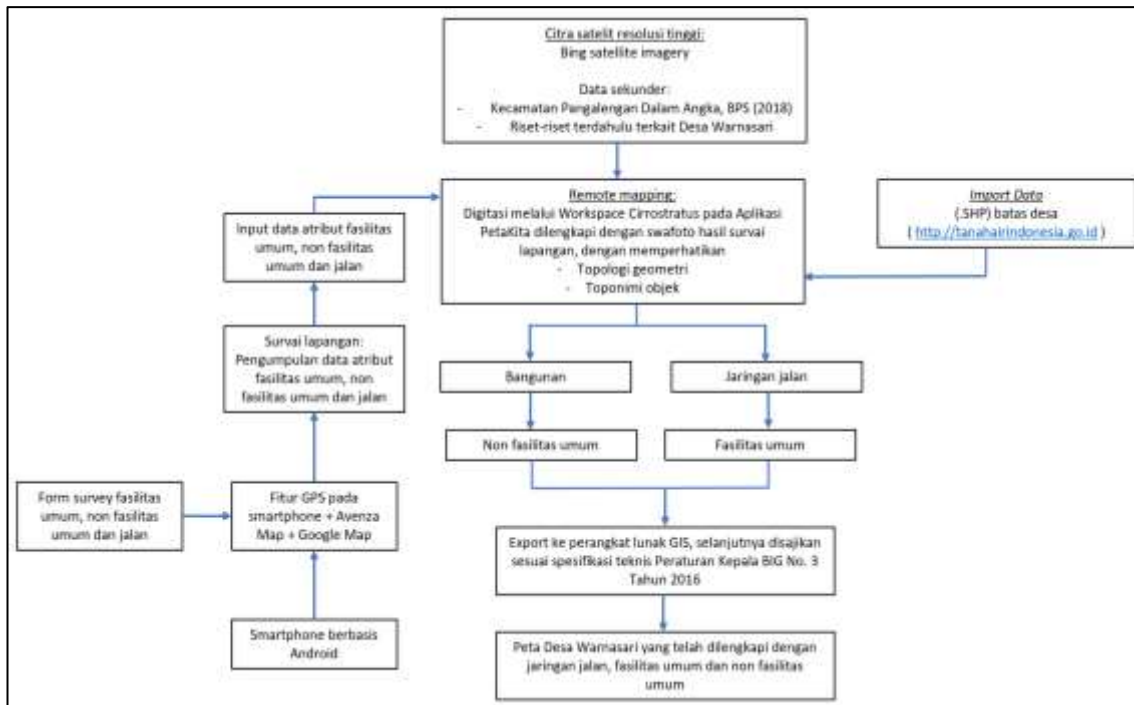 Citra satelit resolusi tinggi:
Bing satellite imagery
Data sekunder:
- Kecamatan Pangalengan Dalam Angka, BPS (2018)
- Riset-riset terdahulu terkait Desa Warnasari
Remote mapping:
Digitasi melalui Workspace Cirrostratus pada Aplikasi
PetaKita dilengkapi dengan swafoto hasil survai
lapangan, dengan memperhatikan
- Topologi geometri
- Toponimi objek
Import Data
(.SHP) batas desa
( http://tanahairindonesia.go.id )
Input data atribut fasilitas
umum, non fasilitas
umum dan jalan
Survai lapangan:
Pengumpulan data atribut
fasilitas umum, non
fasilitas umum dan jalan
Bangunan
Jaringan jalan
Non fasilitas umum
Fasilitas umum
Form survey fasilitas
umum, non fasilitas
umum dan jalan
Fitur GPS pada
smartphone + Avenza
Map + Google Map
Export ke perangkat lunak GIS, selanjutnya disajikan
sesuai spesifikasi teknis Peraturan Kepala BIG No. 3
Tahun 2016
Smartphone berbasis
Android
Peta Desa Warnasari yang telah dilengkapi dengan
jaringan jalan, fasilitas umum dan non fasilitas
umum